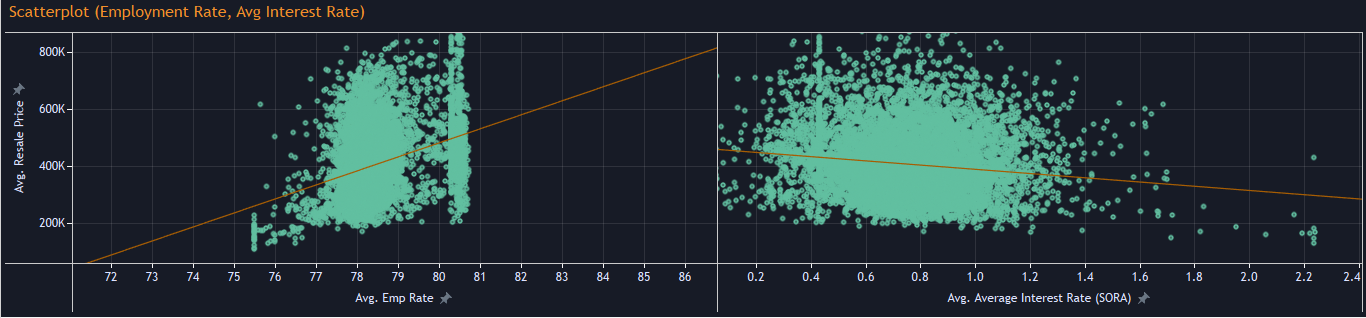 Scatterplot (Employment Rate, Avg Interest Rate)
Avg. Resale Price
800K
600K
400K
200K
72 73 74 75 76 77 78 79 80 81 82 83 84 85 86
0.2 0.4 0.6 0.8 1.0 1.2 1.4 1.6 1.8 2.0 2.2 2.4
Avg. Emp Rate
Avg. Average Interest Rate (SORA)